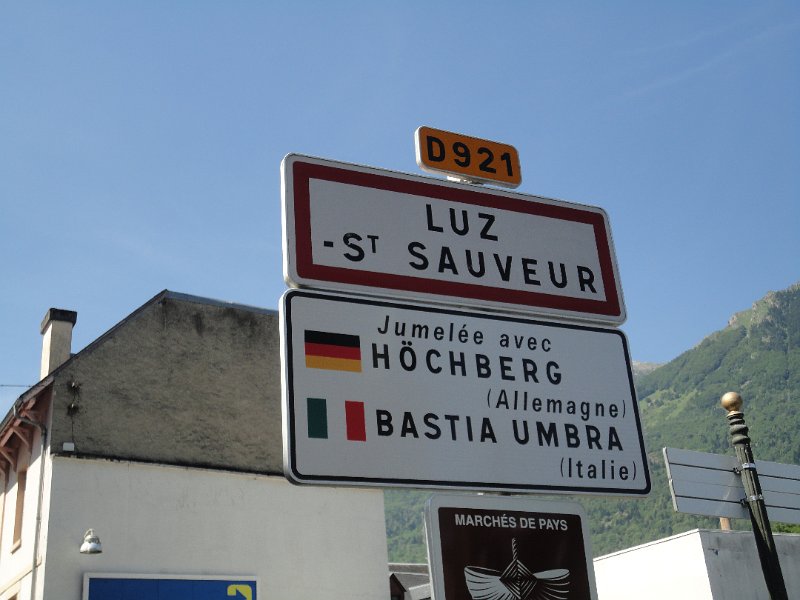 D921
LUZ
-ST SAUVEUR
Jumelée avec
HÖCHBERG
(Allemagne)
BASTIA UMBRA
(Italie)
MARCHÉS DE PAYS